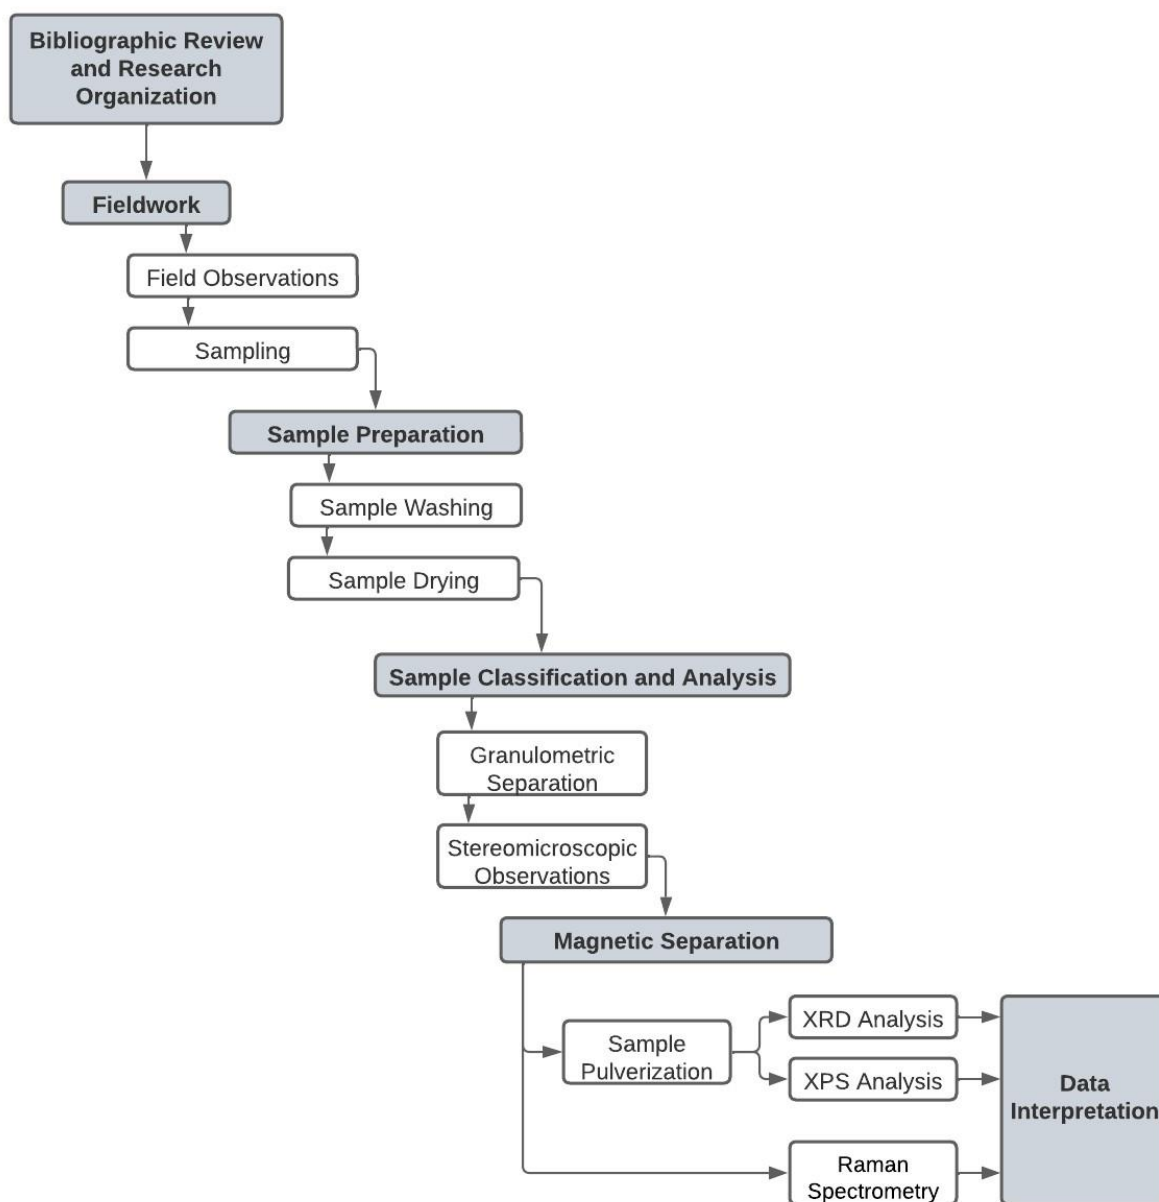 Bibliographic Review
and Research
Organization
Fieldwork
Field Observations
Sampling
Sample Preparation
Sample Washing
Sample Drying
Sample Classification and Analysis
Granulometric
Separation
Stereomicroscopic
Observations
Magnetic Separation
Sample
Pulverization
XRD Analysis
XPS Analysis
Raman
Spectrometry
Data
Interpretation